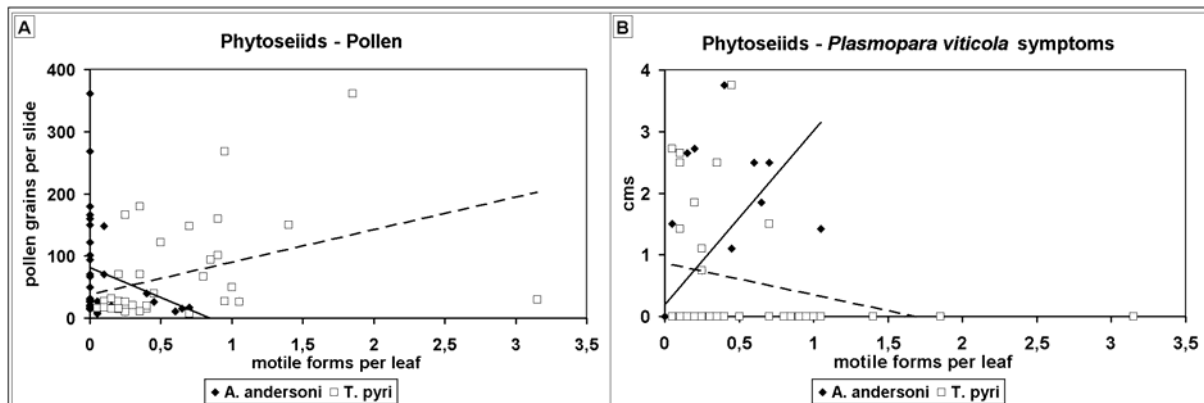 A
Phytoseiids - Pollen
pollen grains per slide
400
300
200
100
0
0 0,5 1 1,5 2 2,5 3 3,5
motile forms per leaf
A. andersoni T. pyri
B
Phytoseiids - Plasmopara viticola symptoms
cms
4
3
2
1
0
0 0,5 1 1,5 2 2,5 3 3,5
motile forms per leaf
A. andersoni T. pyri